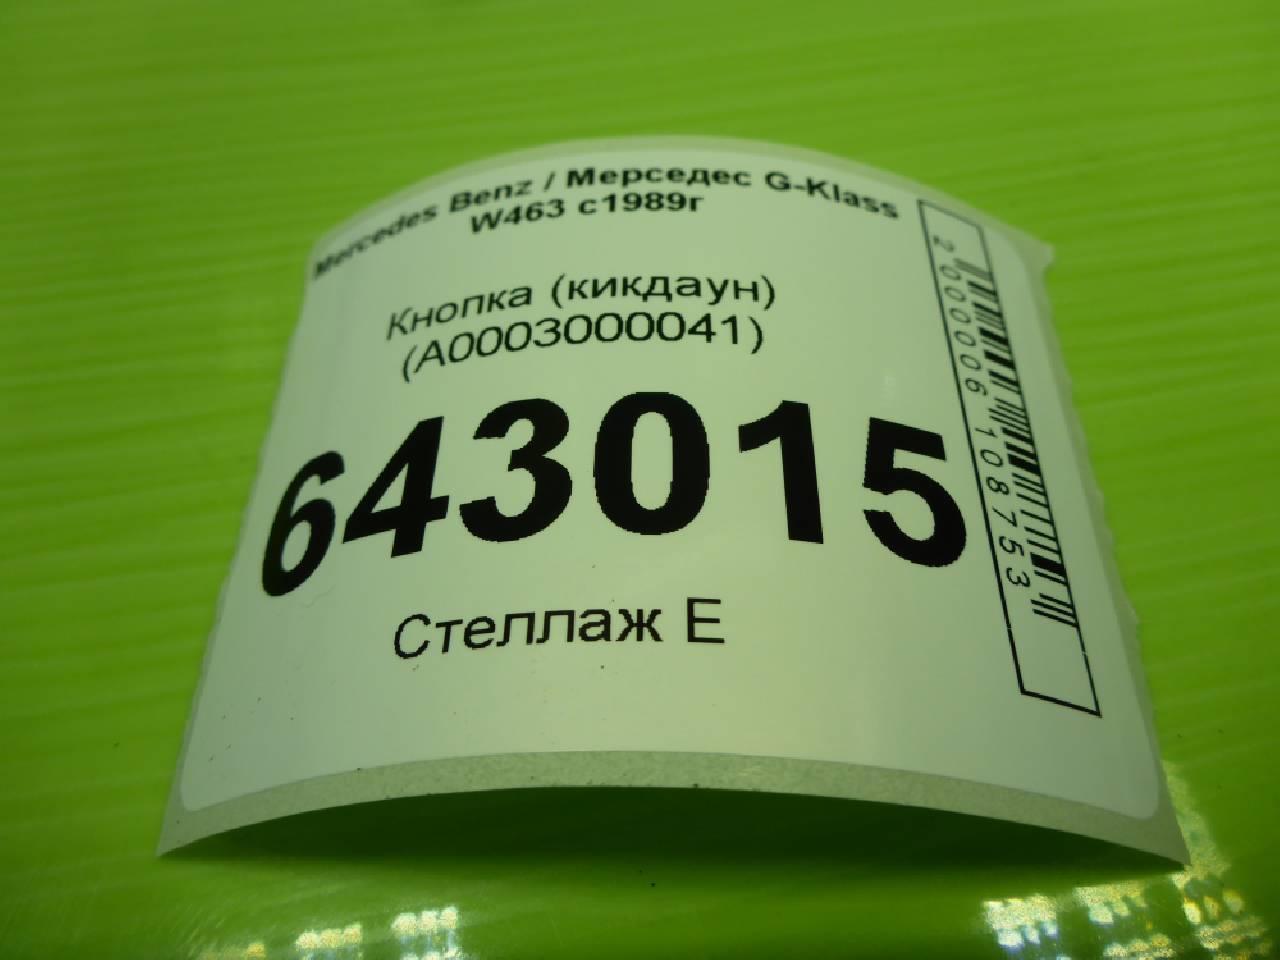 Mercedes Benz / Мерседес G-Klass
W463 с1989г
Кнопка (кикдаун)
(A0003000041)
643015
Стеллаж Е
2000006108753